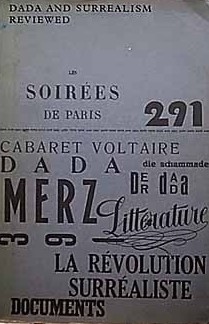 DADA AND SURREALISM
REVIEWED
LES
SOIRÉES
DE PARIS
291
CABARET VOLTAIRE
DADA
die schammade
DER DADA
MERZ
Littérature
391
LA RÉVOLUTION
SURRÉALISTE
DOCUMENTS